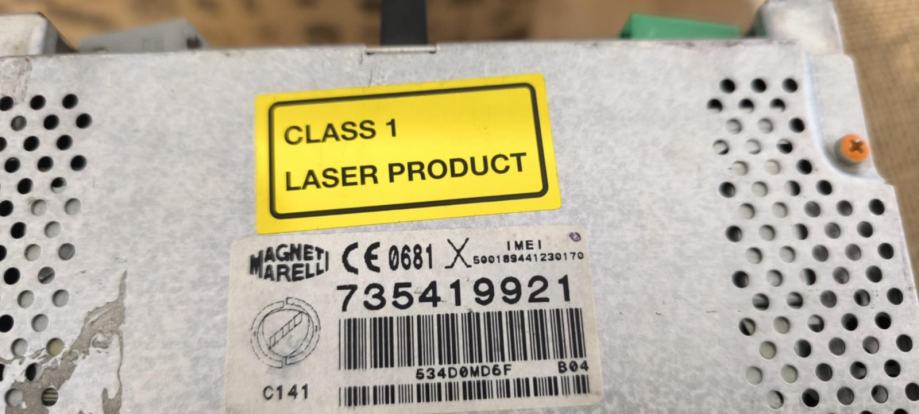 CLASS 1
LASER PRODUCT
MAGNETI MARELLI
CE 0681 X
IMEI
500189441230170
735419921
534D0MD6F B04
C141